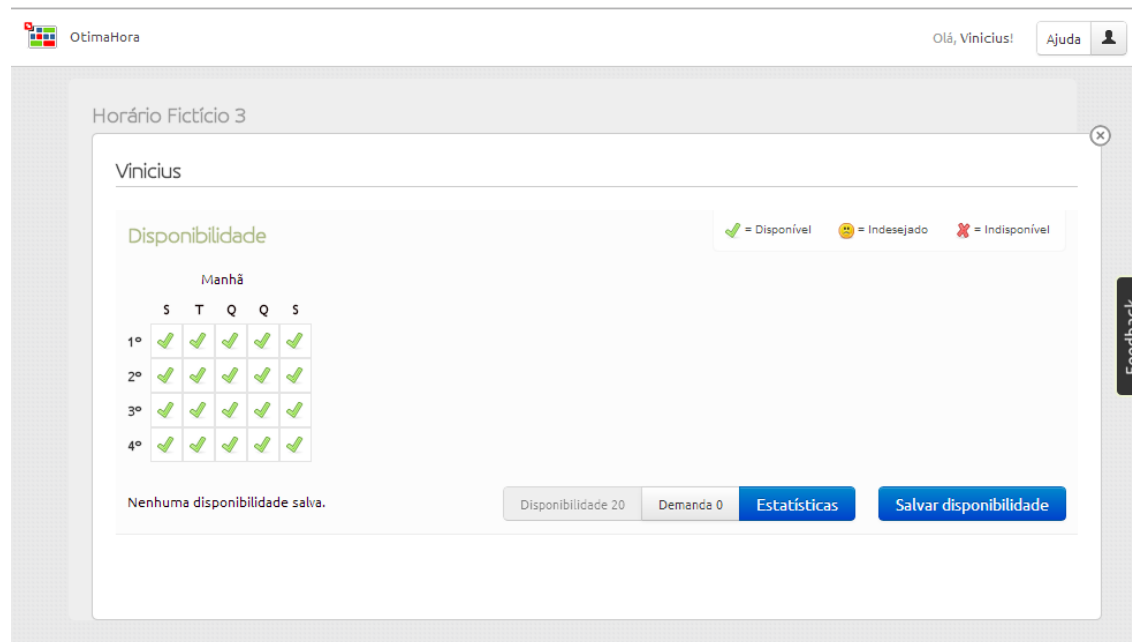 OtimaHora
Olá, Vinicius!
Ajuda
Horário Fictício 3
Vinicius
Disponibilidade
= Disponível
= Indesejado
= Indisponível
Manhã
S T Q Q S
1º
2º
3º
4º
Nenhuma disponibilidade salva.
Disponibilidade 20
Demanda 0
Estatísticas
Salvar disponibilidade
Feedback